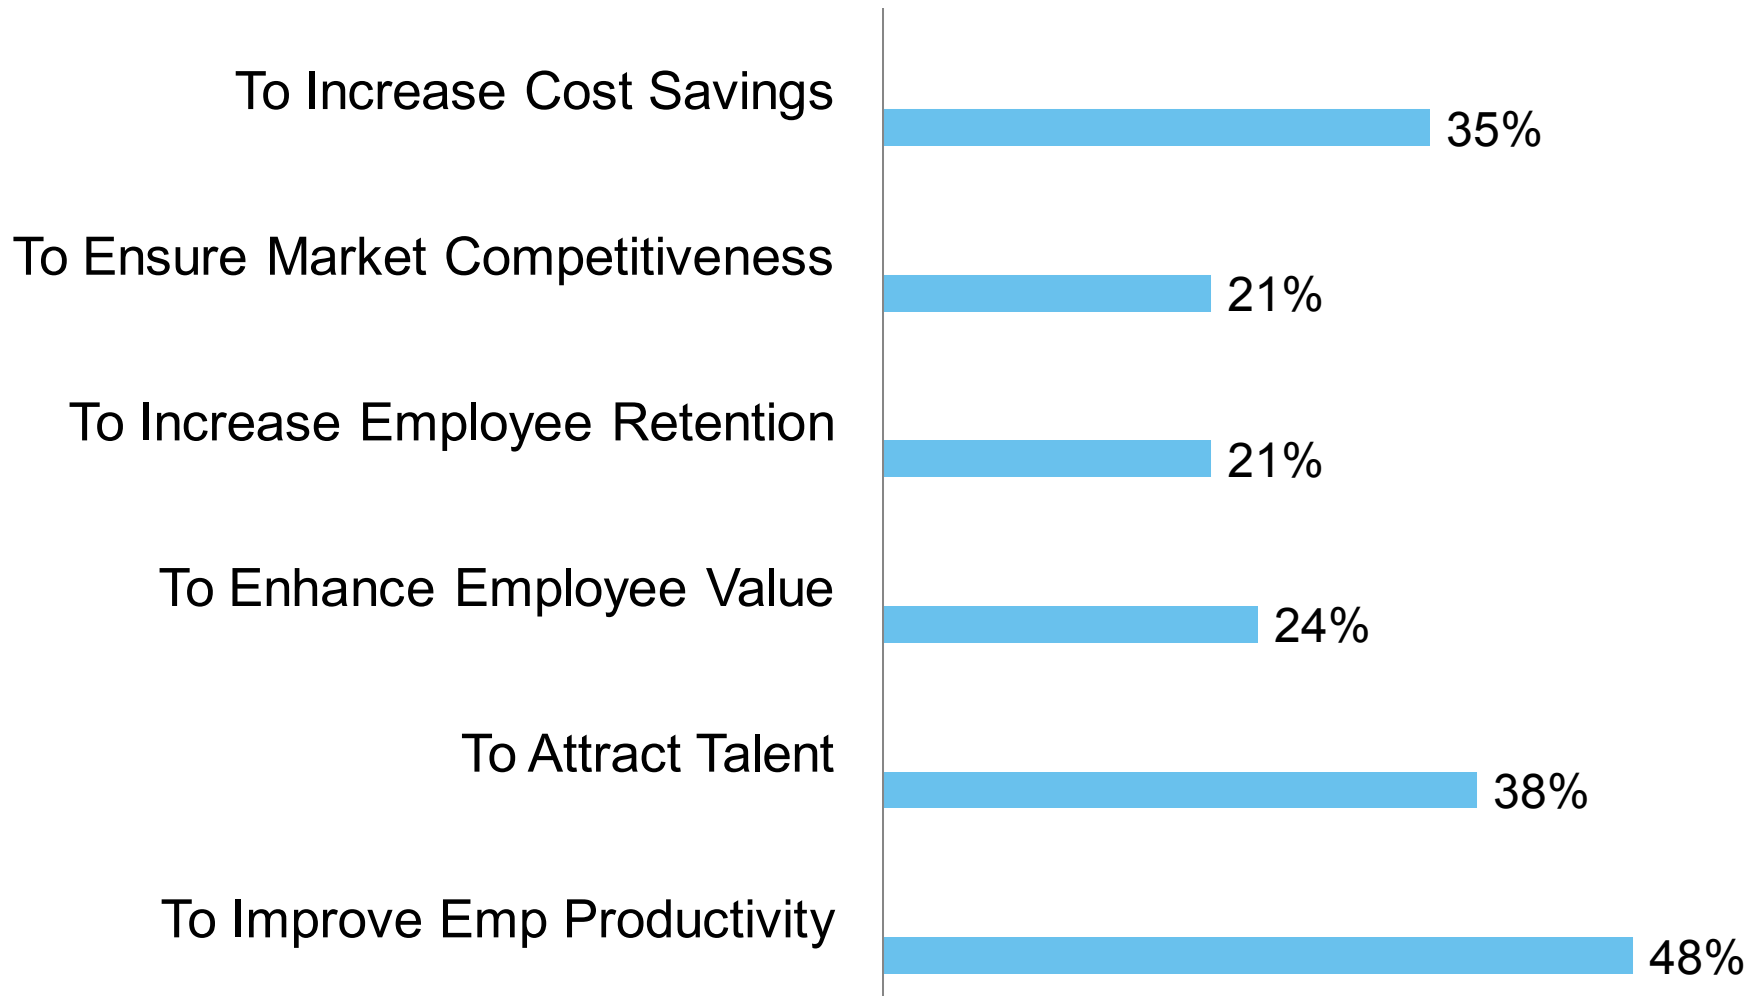 To Increase Cost Savings
35%
To Ensure Market Competitiveness
21%
To Increase Employee Retention
21%
To Enhance Employee Value
24%
To Attract Talent
38%
To Improve Emp Productivity
48%